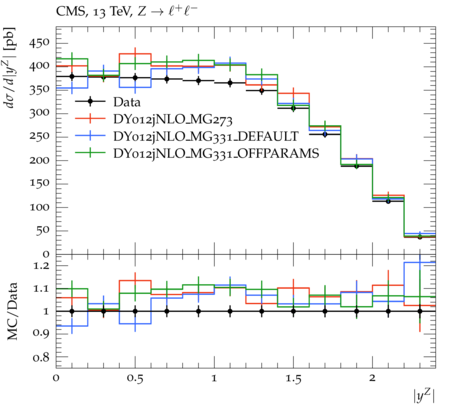 CMS, 13 TeV, Z → ℓ⁺ℓ⁻
dσ/d|y^Z| [pb]
450
400
350
300
250
200
150
100
50
0
Data
DY012jNLO_MG273
DY012jNLO_MG331_DEFAULT
DY012jNLO_MG331_OFFPARAMS
MC/Data
1.2
1.1
1
0.9
0.8
0 0.5 1 1.5 2
|y^Z|